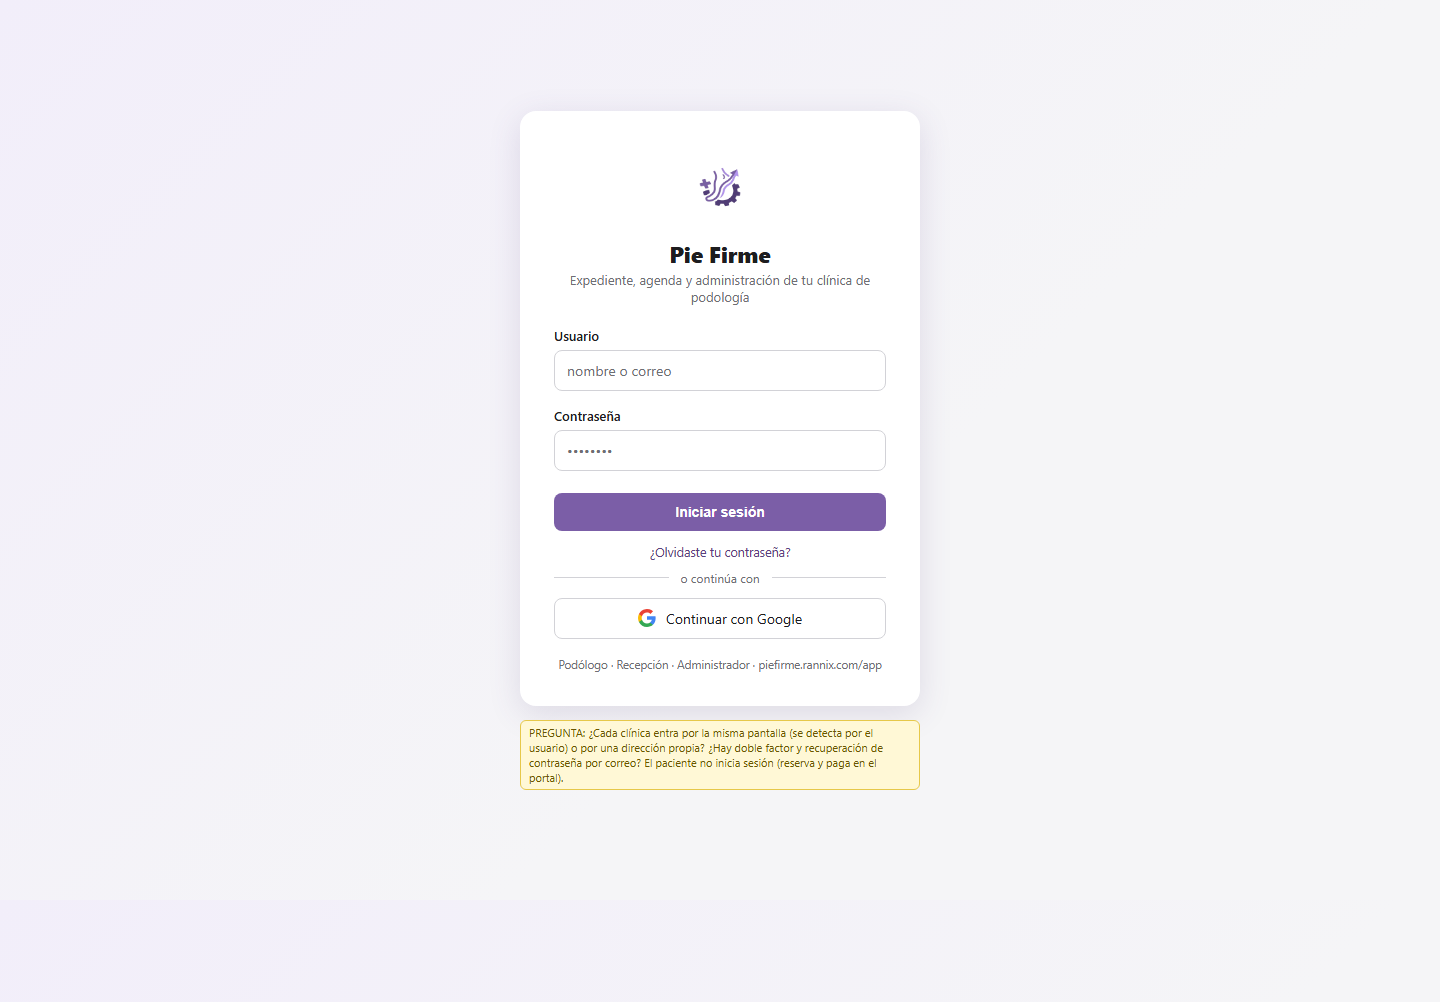 Pie Firme
Expediente, agenda y administración de tu clínica de
podología
Usuario
nombre o correo
Contraseña
••••••••
Iniciar sesión
¿Olvidaste tu contraseña?
o continúa con
Continuar con Google
Podólogo · Recepción · Administrador · piefirme.rannix.com/app
PREGUNTA: ¿Cada clínica entra por la misma pantalla (se detecta por el
usuario) o por una dirección propia? ¿Hay doble factor y recuperación de
contraseña por correo? El paciente no inicia sesión (reserva y paga en el
portal).